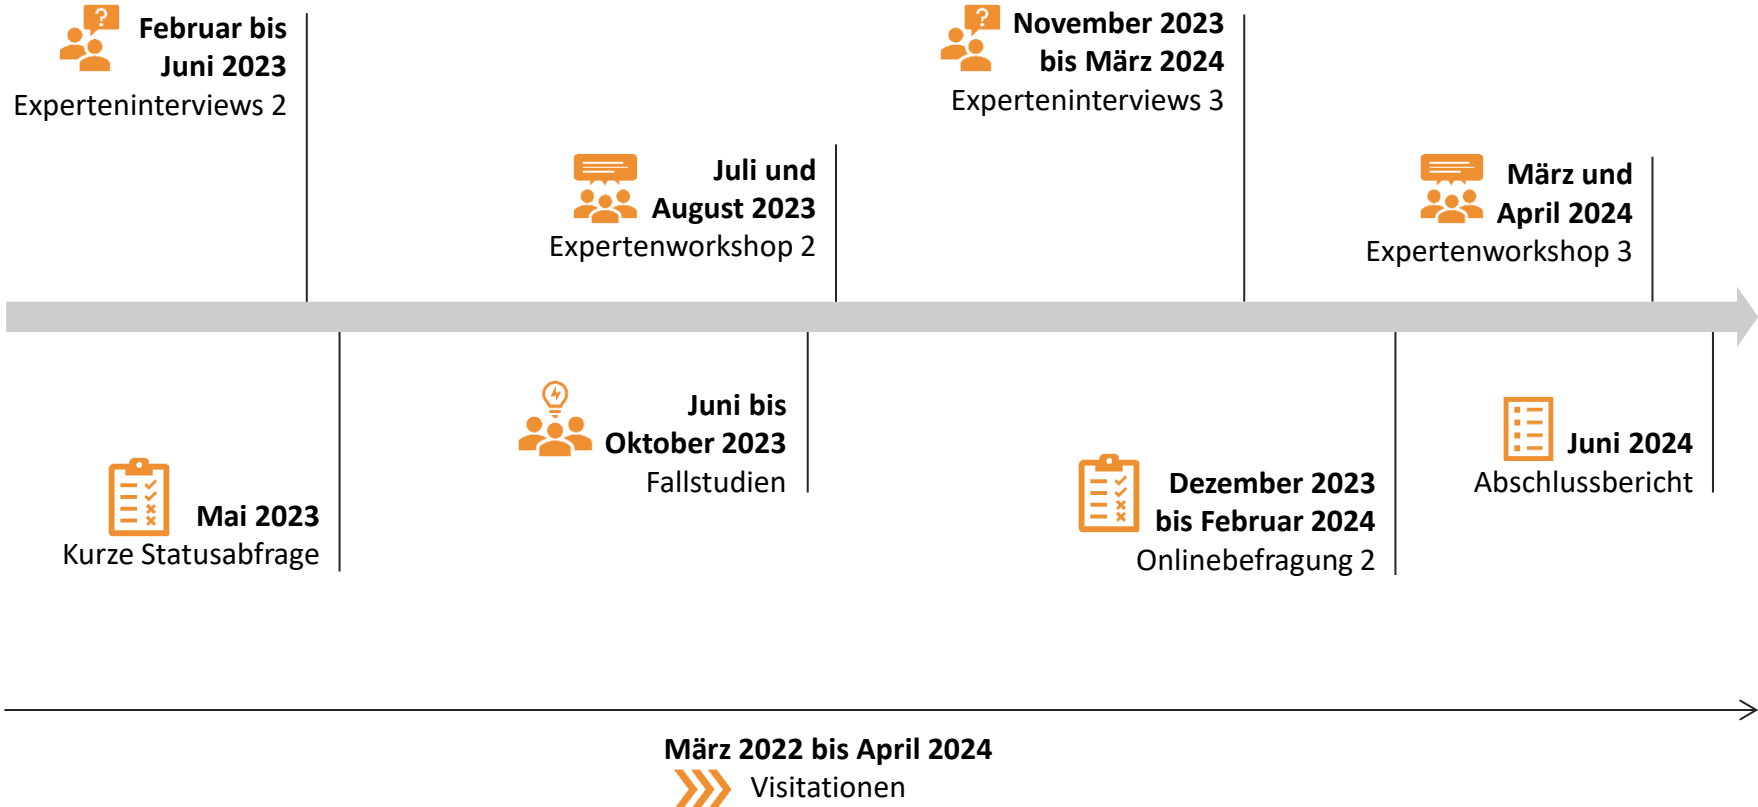 Februar bis
Juni 2023
Experteninterviews 2
?
Juli und
August 2023
Expertenworkshop 2
?
November 2023
bis März 2024
Experteninterviews 3
März und
April 2024
Expertenworkshop 3
Mai 2023
Kurze Statusabfrage
Juni bis
Oktober 2023
Fallstudien
Dezember 2023
bis Februar 2024
Onlinebefragung 2
Juni 2024
Abschlussbericht
März 2022 bis April 2024
Visitationen